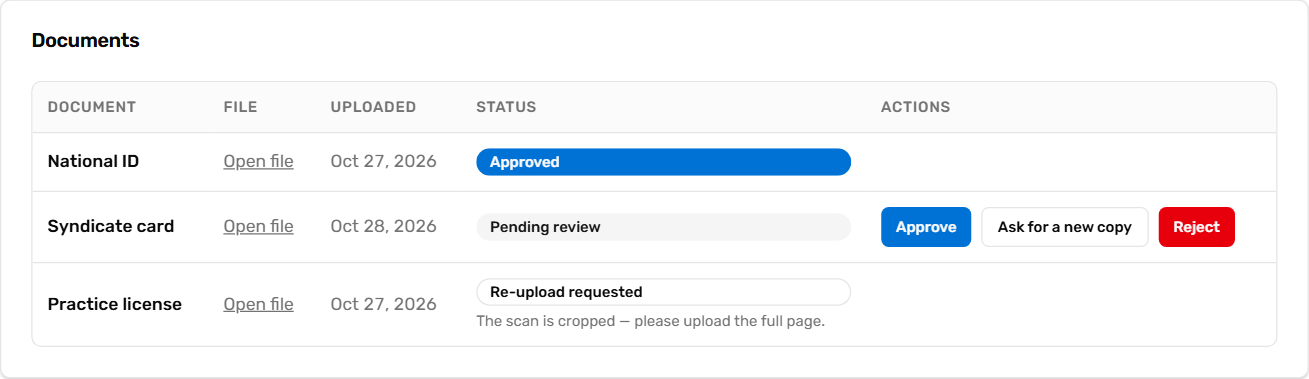 Documents
DOCUMENT FILE UPLOADED STATUS ACTIONS
National ID Open file Oct 27, 2026 Approved
Syndicate card Open file Oct 28, 2026 Pending review Approve Ask for a new copy Reject
Practice license Open file Oct 27, 2026 Re-upload requested
The scan is cropped — please upload the full page.